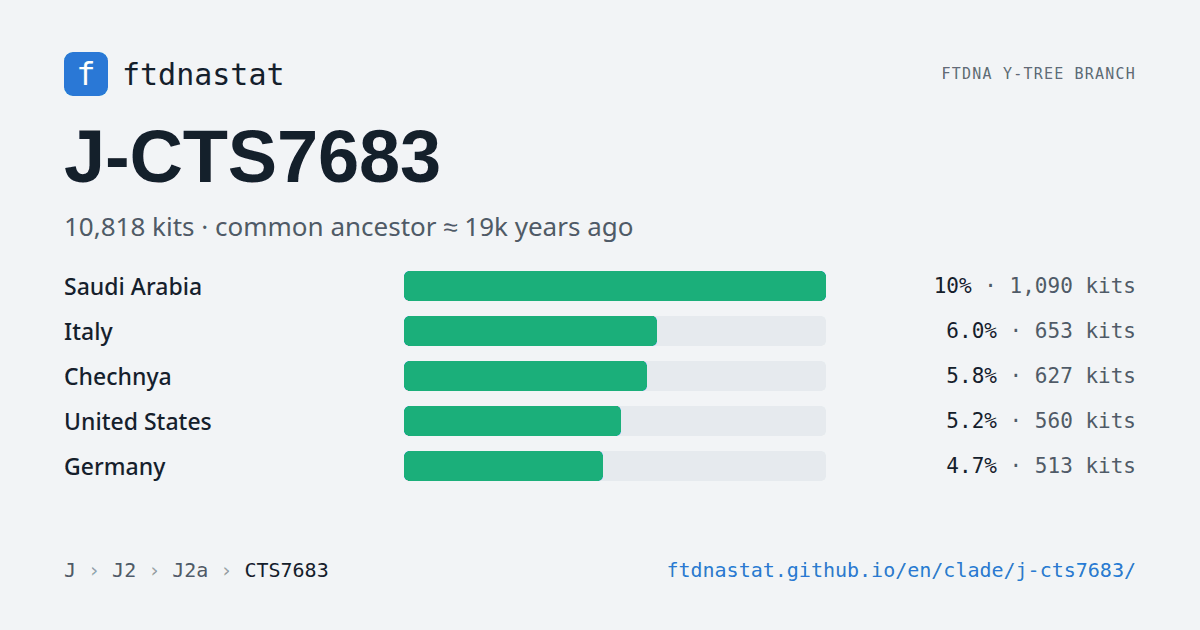 f ftdnastat
FTDNA Y-TREE BRANCH
J-CTS7683
10,818 kits · common ancestor ≈ 19k years ago
Saudi Arabia 10% · 1,090 kits
Italy 6.0% · 653 kits
Chechnya 5.8% · 627 kits
United States 5.2% · 560 kits
Germany 4.7% · 513 kits
J › J2 › J2a › CTS7683
ftdnastat.github.io/en/clade/j-cts7683/